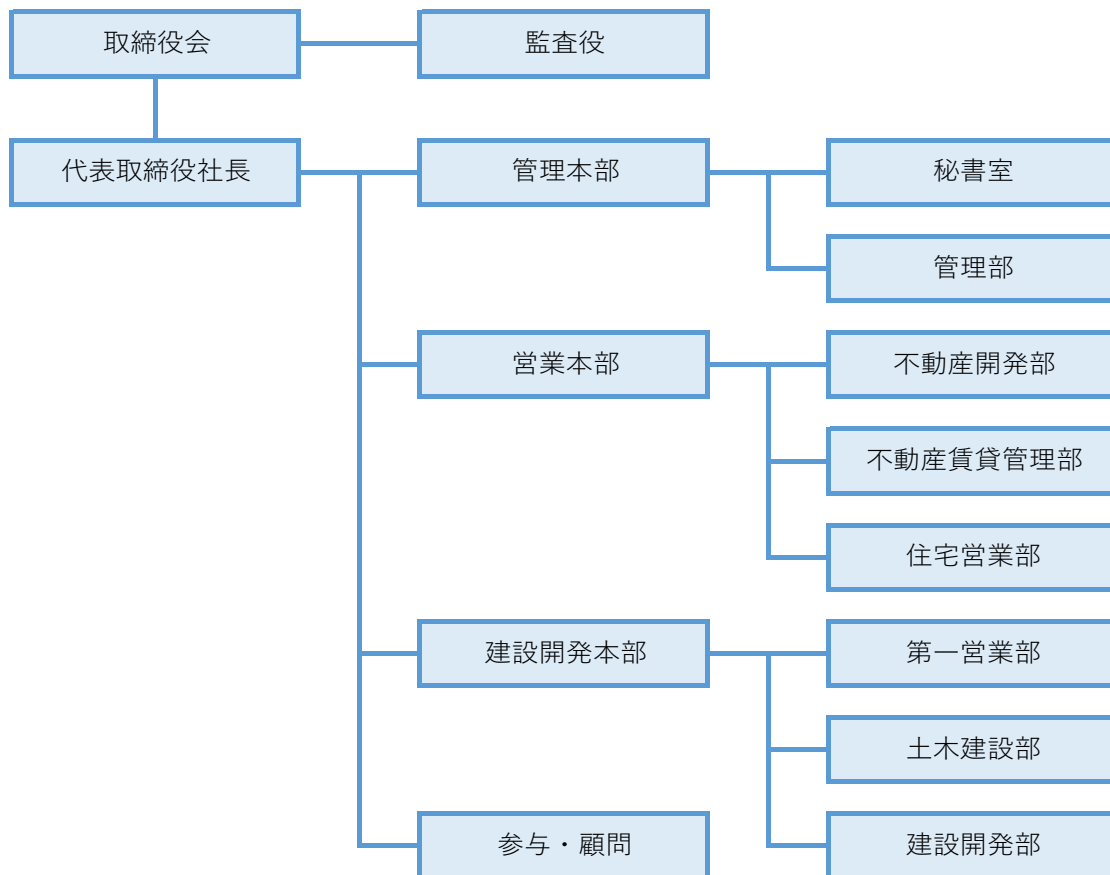 取締役会
監査役
代表取締役社長
管理本部
秘書室
管理部
営業本部
不動産開発部
不動産賃貸管理部
住宅営業部
建設開発本部
第一営業部
土木建設部
参与・顧問
建設開発部